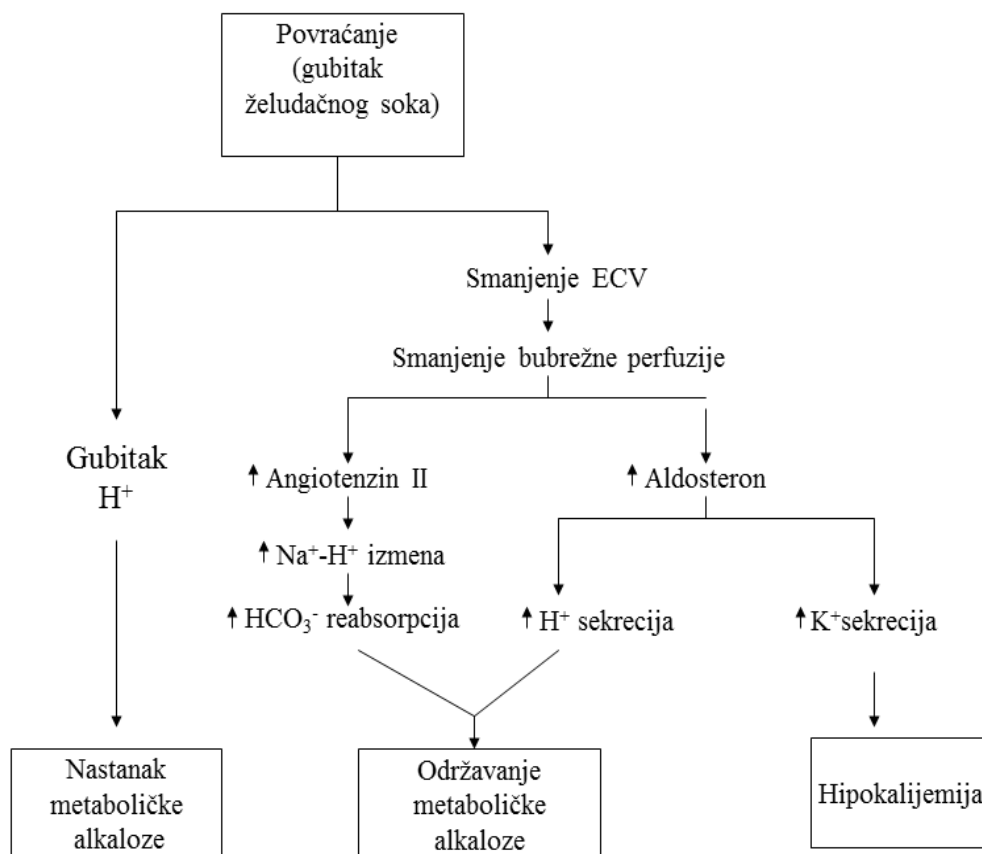 Povraćanje
(gubitak
želudačnog soka)
Smanjenje ECV
Smanjenje bubrežne perfuzije
Gubitak
H⁺
↑ Angiotenzin II
↑ Aldosteron
↑ Na⁺-H⁺ izmena
↑ HCO₃⁻ reabsorpcija
↑ H⁺ sekrecija
↑ K⁺sekrecija
Nastanak
metaboličke
alkaloze
Održavanje
metaboličke
alkaloze
Hipokalijemija